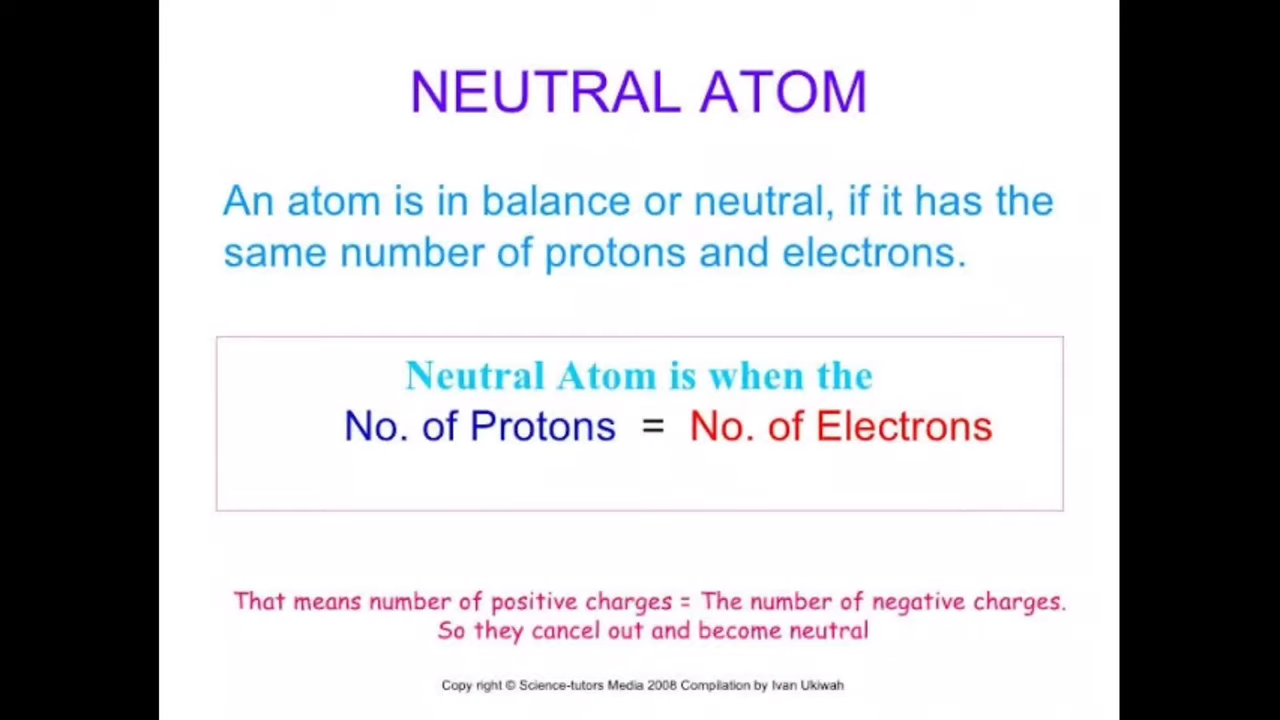 NEUTRAL ATOM
An atom is in balance or neutral, if it has the
same number of protons and electrons.
Neutral Atom is when the
No. of Protons = No. of Electrons
That means number of positive charges = The number of negative charges.
So they cancel out and become neutral
Copy right © Science-tutors Media 2008 Compilation by Ivan Ukiwah